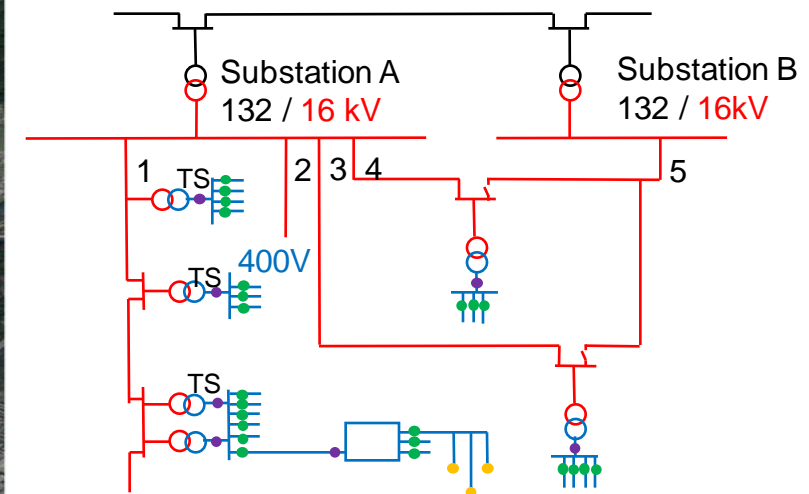 Substation A
132 / 16 kV
Substation B
132 / 16kV
1
TS
2
3
4
5
400V
TS
TS